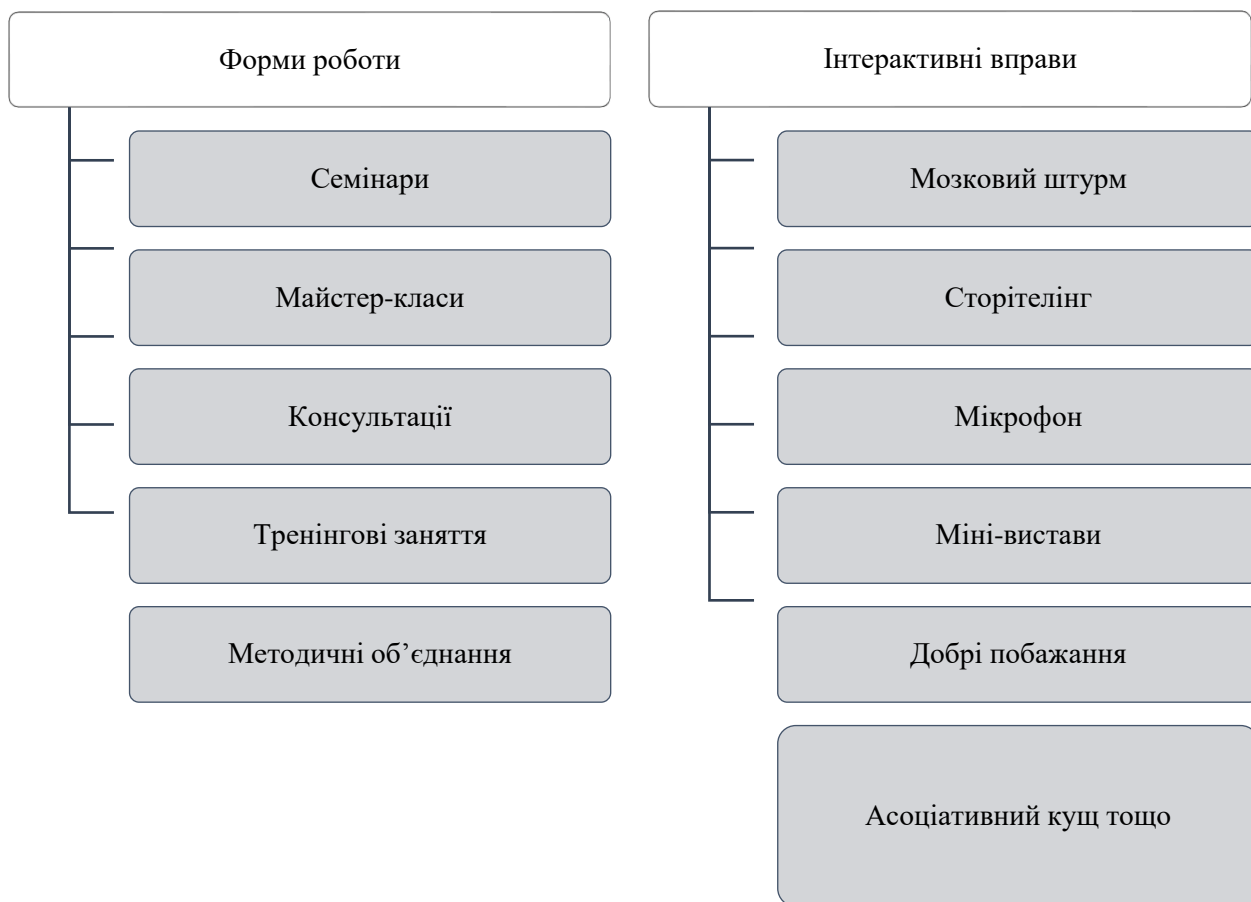 Форми роботи
Семінари
Майстер-класи
Консультації
Тренінгові заняття
Методичні об’єднання
Інтерактивні вправи
Мозковий штурм
Сторітелінг
Мікрофон
Міні-вистави
Добрі побажання
Асоціативний кущ тощо